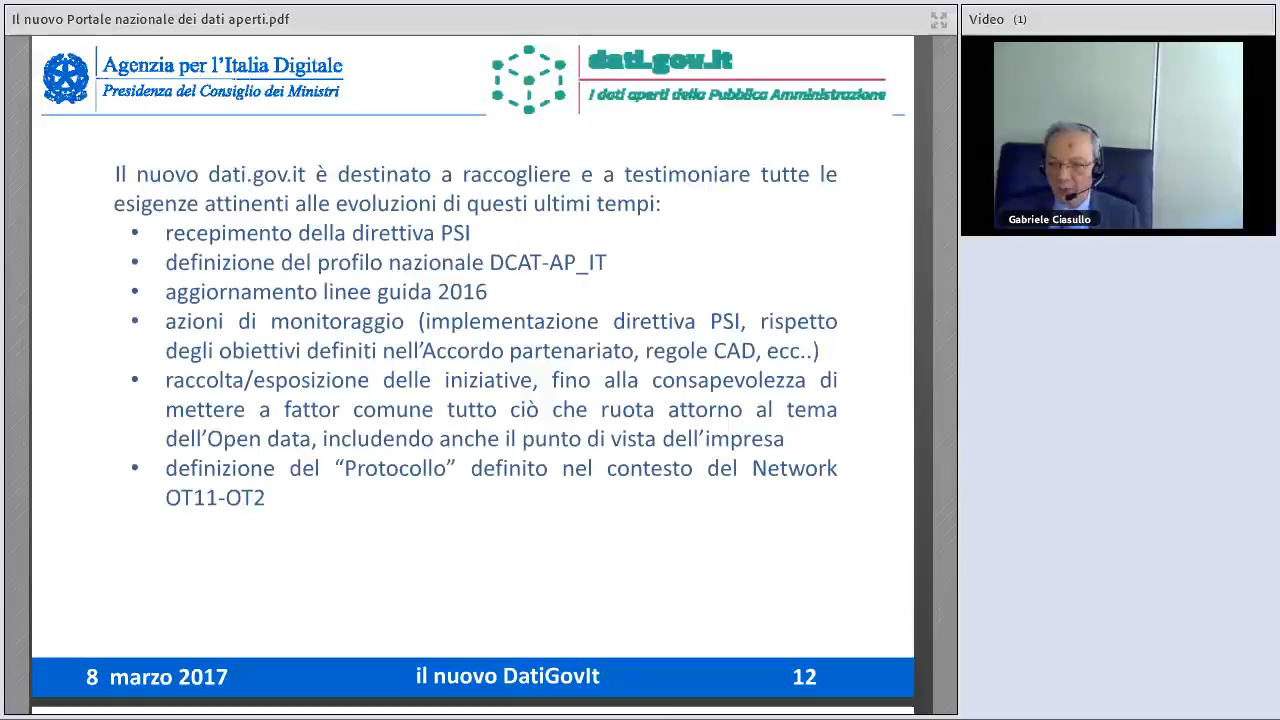 Il nuovo Portale nazionale dei dati aperti.pdf
Video (1)
Agenzia per l'Italia Digitale
Presidenza del Consiglio dei Ministri
dati.gov.it
I dati aperti della Pubblica Amministrazione
Gabriele Ciasullo
Il nuovo dati.gov.it è destinato a raccogliere e a testimoniare tutte le
esigenze attinenti alle evoluzioni di questi ultimi tempi:
• recepimento della direttiva PSI
• definizione del profilo nazionale DCAT-AP_IT
• aggiornamento linee guida 2016
• azioni di monitoraggio (implementazione direttiva PSI, rispetto
degli obiettivi definiti nell'Accordo partenariato, regole CAD, ecc..)
• raccolta/esposizione delle iniziative, fino alla consapevolezza di
mettere a fattor comune tutto ciò che ruota attorno al tema
dell'Open data, includendo anche il punto di vista dell'impresa
• definizione del “Protocollo” definito nel contesto del Network
OT11-OT2
8 marzo 2017
il nuovo DatiGovIt
12